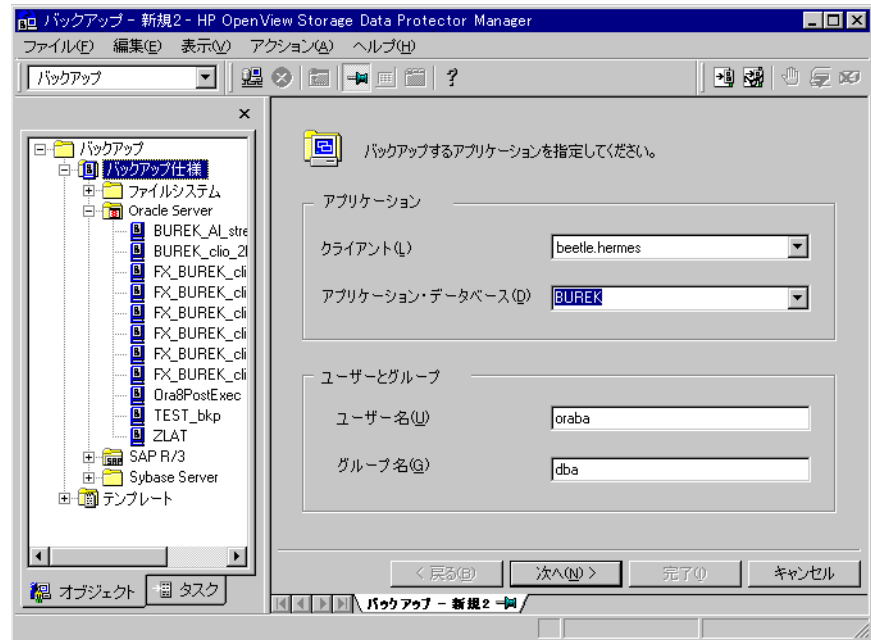 バックアップ - 新規2 - HP OpenView Storage Data Protector Manager
ファイル(F) 編集(E) 表示(V) アクション(A) ヘルプ(H)
バックアップ
バックアップ
バックアップ仕様
ファイルシステム
Oracle Server
BUREK_Al_stre
BUREK_clio_2
FX_BUREK_cli
FX_BUREK_cli
FX_BUREK_cli
FX_BUREK_cli
FX_BUREK_cli
FX_BUREK_cli
Ora8PostExec
TEST_bkp
ZLAT
SAP R/3
Sybase Server
テンプレート
オブジェクト タスク
バックアップするアプリケーションを指定してください。
アプリケーション
クライアント(L) beetle.hermes
アプリケーション・データベース(D) BUREK
ユーザーとグループ
ユーザー名(U) oraba
グループ名(G) dba
< 戻る(B) 次へ(N) > 完了(I) キャンセル
バックアップ - 新規2